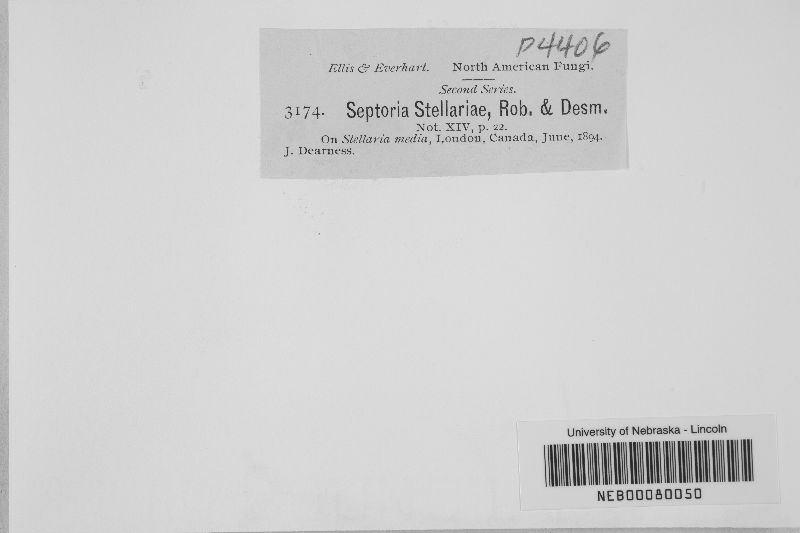 P4406
Ellis & Everhart. North American Fungi.
Second Series.
3174. Septoria Stellariae, Rob. & Desm.
Not. XIV, p. 22.
On Stellaria media, London, Canada, June, 1894.
J. Dearness.
University of Nebraska - Lincoln
NEB00080050